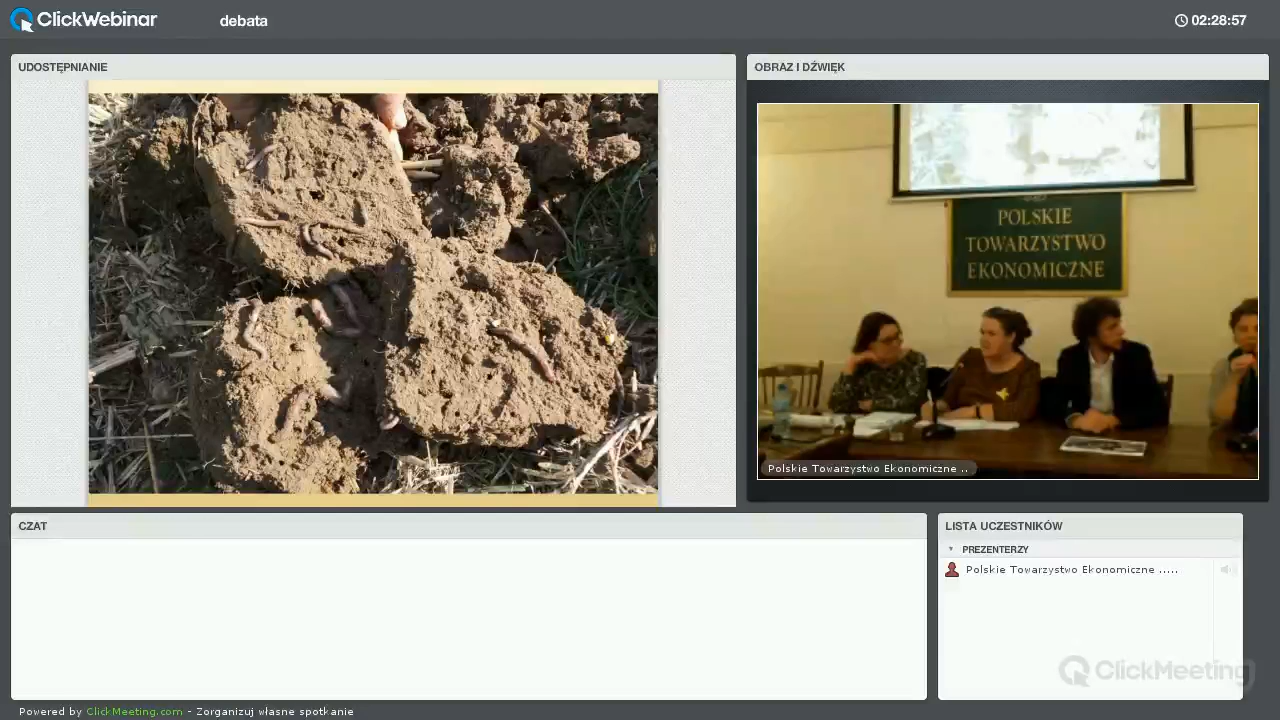 ClickWebinar
debata
02:28:57
UDOSTĘPNIANIE
OBRAZ I DŹWIĘK
POLSKIE
TOWARZYSTWO
EKONOMICZNE
Polskie Towarzystwo Ekonomiczne ..
CZAT
LISTA UCZESTNIKÓW
PREZENTERZY
Polskie Towarzystwo Ekonomiczne .....
ClickMeeting
Powered by ClickMeeting.com - Zorganizuj własne spotkanie